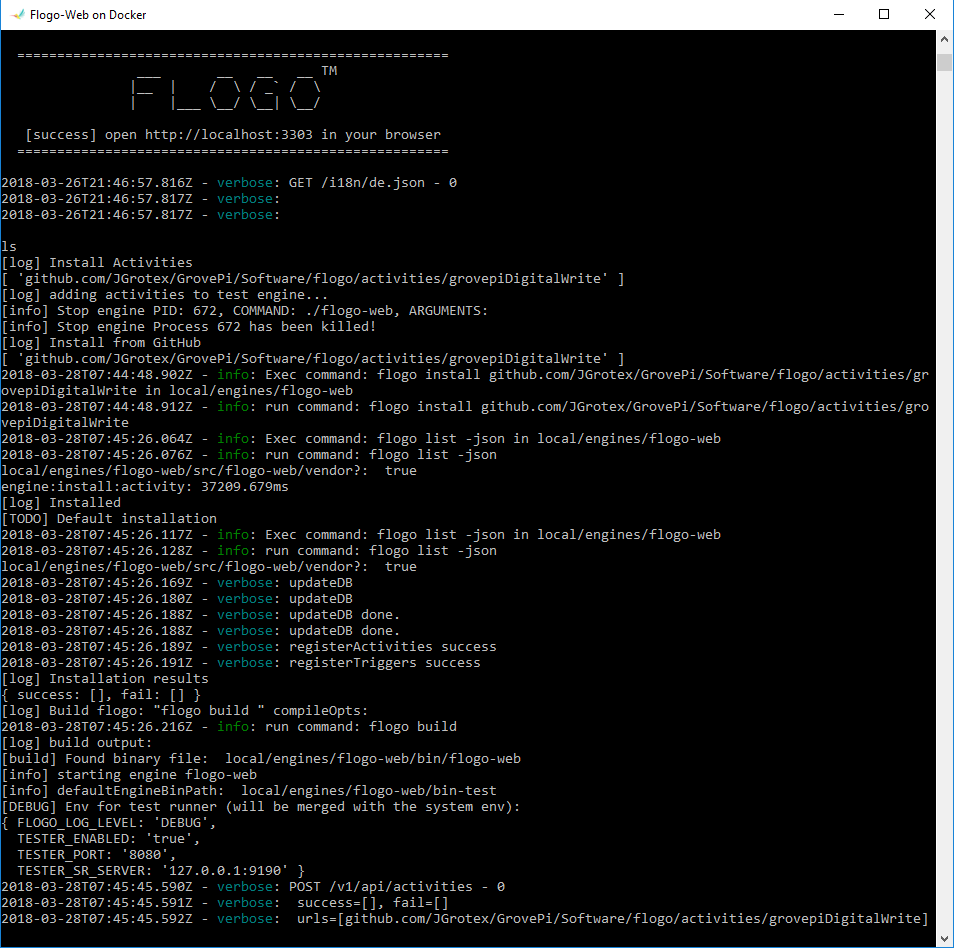 Flogo-Web on Docker
======================================================
TM
FLOGO
[success] open http://localhost:3303 in your browser
======================================================
2018-03-26T21:46:57.816Z - verbose: GET /i18n/de.json - 0
2018-03-26T21:46:57.817Z - verbose:
2018-03-26T21:46:57.817Z - verbose:
ls
[log] Install Activities
[ 'github.com/JGrotex/GrovePi/Software/flogo/activities/grovepiDigitalWrite' ]
[log] adding activities to test engine...
[info] Stop engine PID: 672, COMMAND: ./flogo-web, ARGUMENTS:
[info] Stop engine Process 672 has been killed!
[log] Install from GitHub
[ 'github.com/JGrotex/GrovePi/Software/flogo/activities/grovepiDigitalWrite' ]
2018-03-28T07:44:48.902Z - info: Exec command: flogo install github.com/JGrotex/GrovePi/Software/flogo/activities/gr
ovepiDigitalWrite in local/engines/flogo-web
2018-03-28T07:44:48.912Z - info: run command: flogo install github.com/JGrotex/GrovePi/Software/flogo/activities/gro
vepiDigitalWrite
2018-03-28T07:45:26.064Z - info: Exec command: flogo list -json in local/engines/flogo-web
2018-03-28T07:45:26.076Z - info: run command: flogo list -json
local/engines/flogo-web/src/flogo-web/vendor?:  true
engine:install:activity: 37209.679ms
[log] Installed
[TODO] Default installation
2018-03-28T07:45:26.117Z - info: Exec command: flogo list -json in local/engines/flogo-web
2018-03-28T07:45:26.128Z - info: run command: flogo list -json
local/engines/flogo-web/src/flogo-web/vendor?:  true
2018-03-28T07:45:26.169Z - verbose: updateDB
2018-03-28T07:45:26.180Z - verbose: updateDB
2018-03-28T07:45:26.188Z - verbose: updateDB done.
2018-03-28T07:45:26.188Z - verbose: updateDB done.
2018-03-28T07:45:26.189Z - verbose: registerActivities success
2018-03-28T07:45:26.191Z - verbose: registerTriggers success
[log] Installation results
{ success: [], fail: [] }
[log] Build flogo: "flogo build " compileOpts:
2018-03-28T07:45:26.216Z - info: run command: flogo build
[log] build output:
[build] Found binary file:  local/engines/flogo-web/bin/flogo-web
[info] starting engine flogo-web
[info] defaultEngineBinPath:  local/engines/flogo-web/bin-test
[DEBUG] Env for test runner (will be merged with the system env):
{ FLOGO_LOG_LEVEL: 'DEBUG',
TESTER_ENABLED: 'true',
TESTER_PORT: '8080',
TESTER_SR_SERVER: '127.0.0.1:9190' }
2018-03-28T07:45:45.590Z - verbose: POST /v1/api/activities - 0
2018-03-28T07:45:45.591Z - verbose:  success=[], fail=[]
2018-03-28T07:45:45.592Z - verbose:  urls=[github.com/JGrotex/GrovePi/Software/flogo/activities/grovepiDigitalWrite]